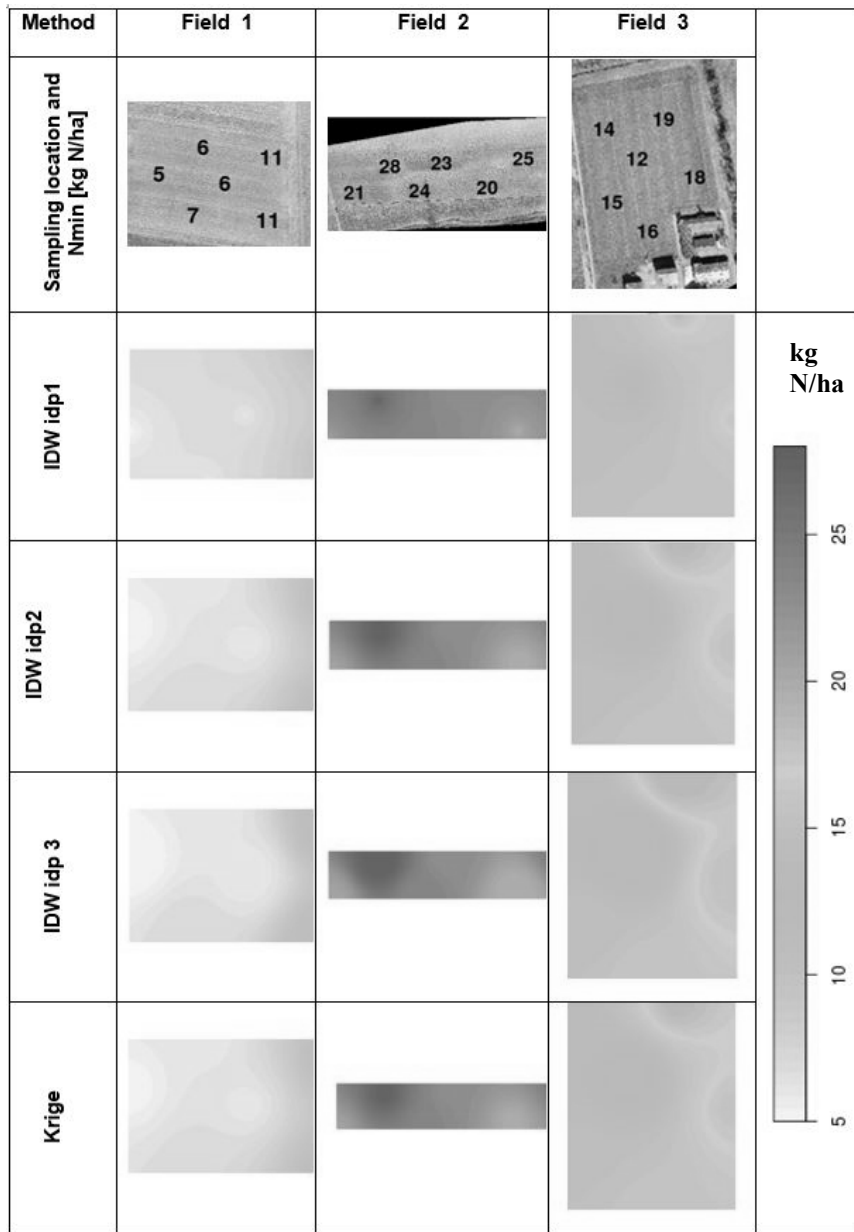 Method Field 1 Field 2 Field 3
Sampling location and
Nmin [kg N/ha]
6
11
5
6
7
11
28
23
25
21
24
20
14
19
12
18
15
16
IDW idp1
kg
N/ha
25
20
15
10
5
IDW idp2
IDW idp 3
Krige